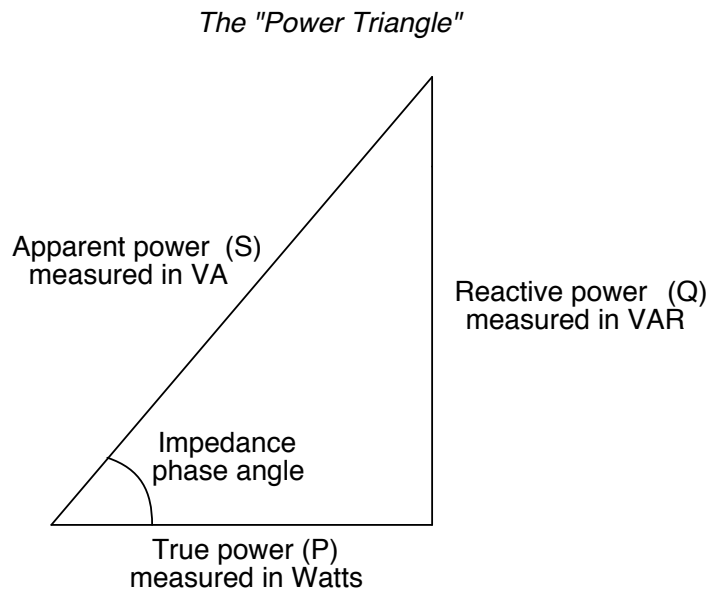 The "Power Triangle"
Apparent power (S)
measured in VA
Reactive power (Q)
measured in VAR
Impedance
phase angle
True power (P)
measured in Watts